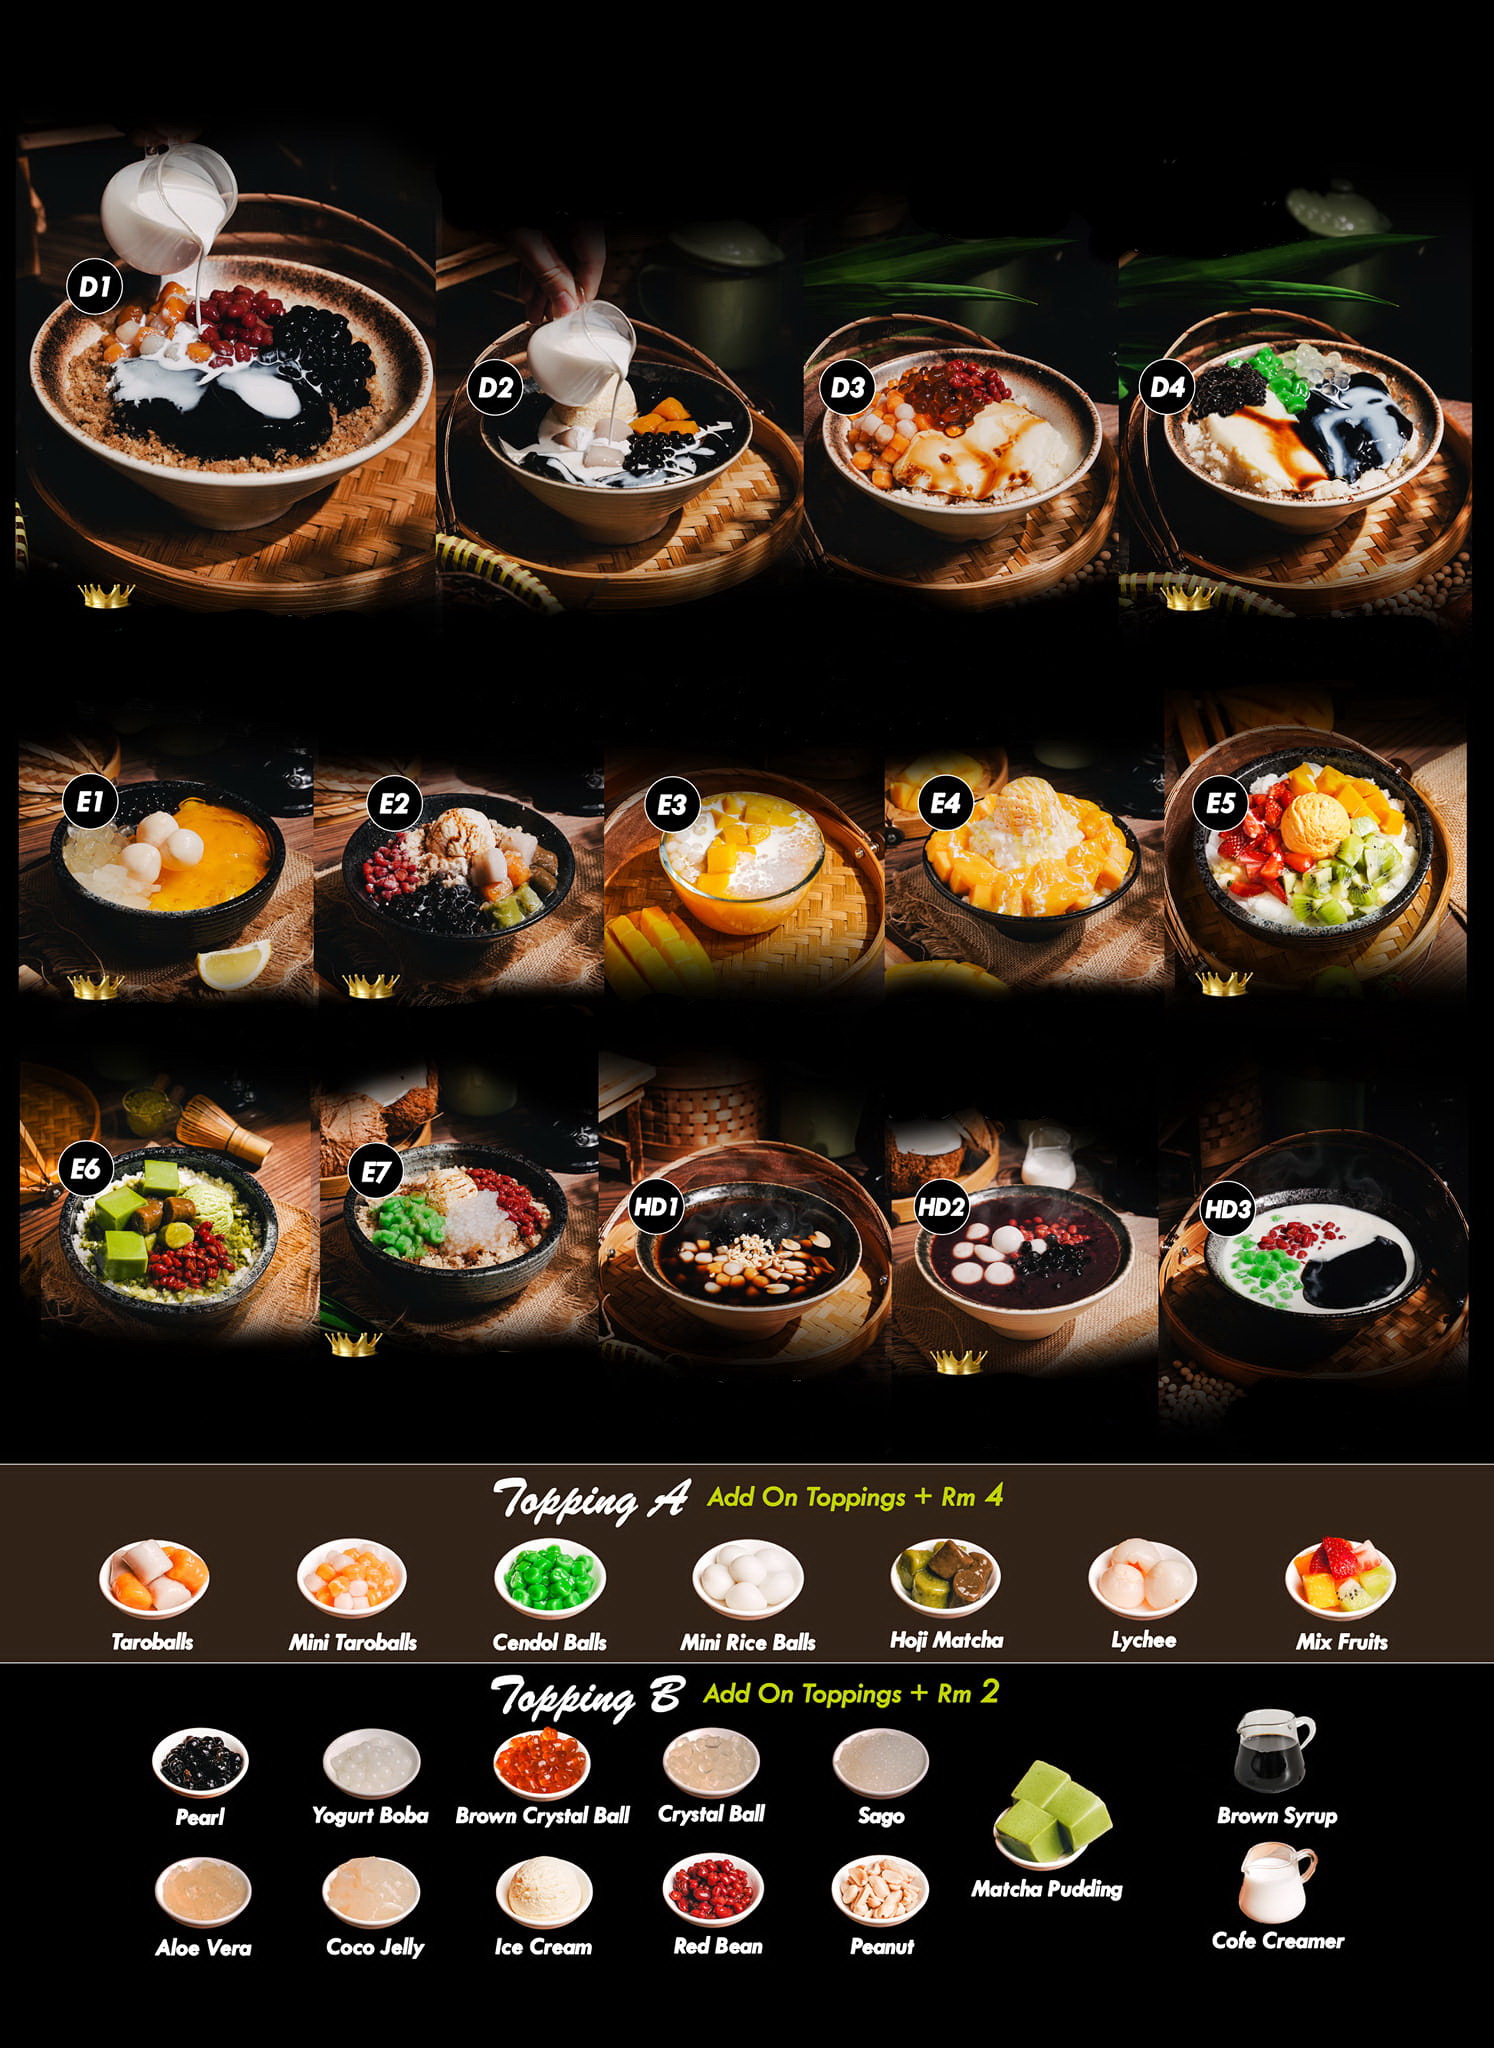 D1
D2
D3
D4
E1
E2
E3
E4
E5
E6
E7
HD1
HD2
HD3
Topping A Add On Toppings + Rm 4
Taroballs
Mini Taroballs
Cendol Balls
Mini Rice Balls
Hoji Matcha
Lychee
Mix Fruits
Topping B Add On Toppings + Rm 2
Pearl
Yogurt Boba
Brown Crystal Ball
Crystal Ball
Sago
Matcha Pudding
Brown Syrup
Aloe Vera
Coco Jelly
Ice Cream
Red Bean
Peanut
Cofe Creamer